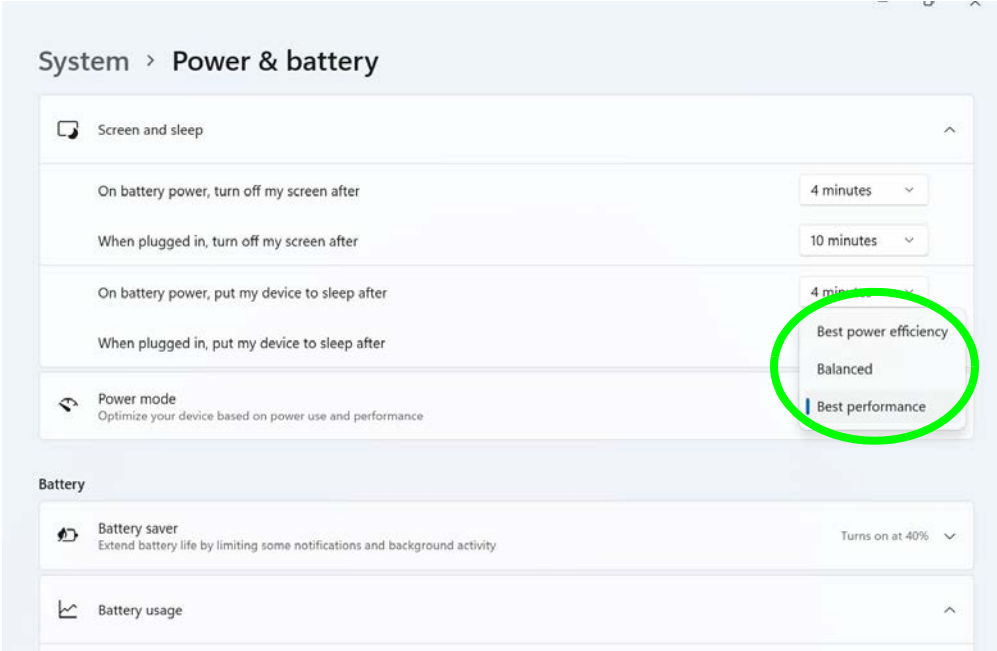 System > Power & battery
Screen and sleep
On battery power, turn off my screen after 4 minutes
When plugged in, turn off my screen after 10 minutes
On battery power, put my device to sleep after 4 minutes
When plugged in, put my device to sleep after
Best power efficiency
Balanced
Best performance
Power mode
Optimize your device based on power use and performance
Battery
Battery saver
Extend battery life by limiting some notifications and background activity
Turns on at 40%
Battery usage